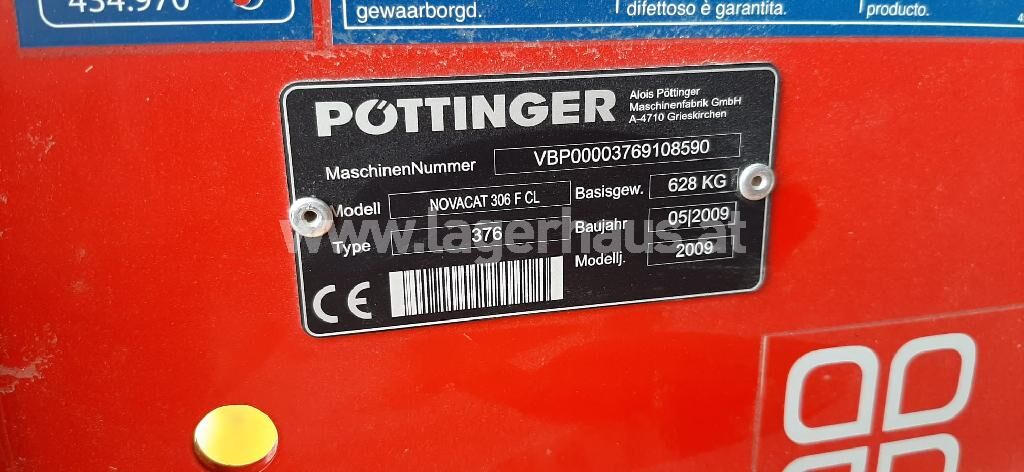 454.970
gewaarborgd.
difettoso è garantita.
producto.
PÖTTINGER
Alois Pöttinger
Maschinenfabrik GmbH
A-4710 Grieskirchen
MaschinenNummer VBP00003769108590
Modell NOVACAT 306 F CL Basisgew. 628 KG
Type 376 Baujahr 05|2009
Modellj. 2009
CE
www.lagerhaus.at